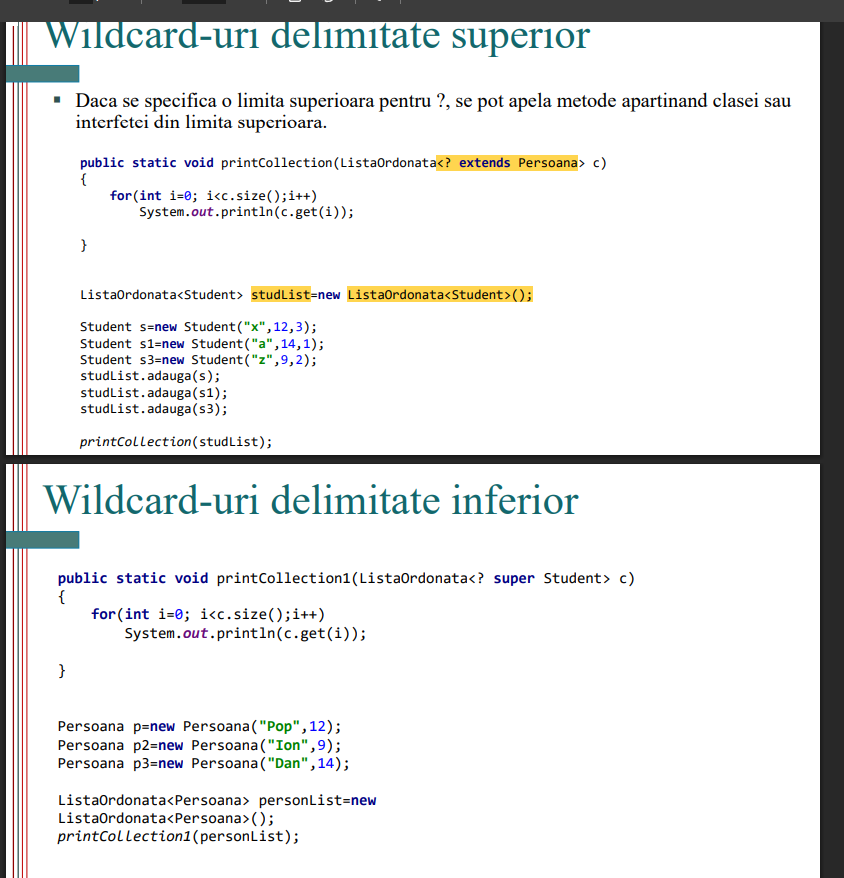 Wildcard-uri delimitate superior
▪ Daca se specifica o limita superioara pentru ?, se pot apela metode apartinand clasei sau
interfetei din limita superioara.
public static void printCollection(ListaOrdonata<? extends Persoana> c)
{
for(int i=0; i<c.size();i++)
System.out.println(c.get(i));
}
ListaOrdonata<Student> studList=new ListaOrdonata<Student>();
Student s=new Student("x",12,3);
Student s1=new Student("a",14,1);
Student s3=new Student("z",9,2);
studList.adauga(s);
studList.adauga(s1);
studList.adauga(s3);
printCollection(studList);
Wildcard-uri delimitate inferior
public static void printCollection1(ListaOrdonata<? super Student> c)
{
for(int i=0; i<c.size();i++)
System.out.println(c.get(i));
}
Persoana p=new Persoana("Pop",12);
Persoana p2=new Persoana("Ion",9);
Persoana p3=new Persoana("Dan",14);
ListaOrdonata<Persoana> personList=new
ListaOrdonata<Persoana>();
printCollection1(personList);